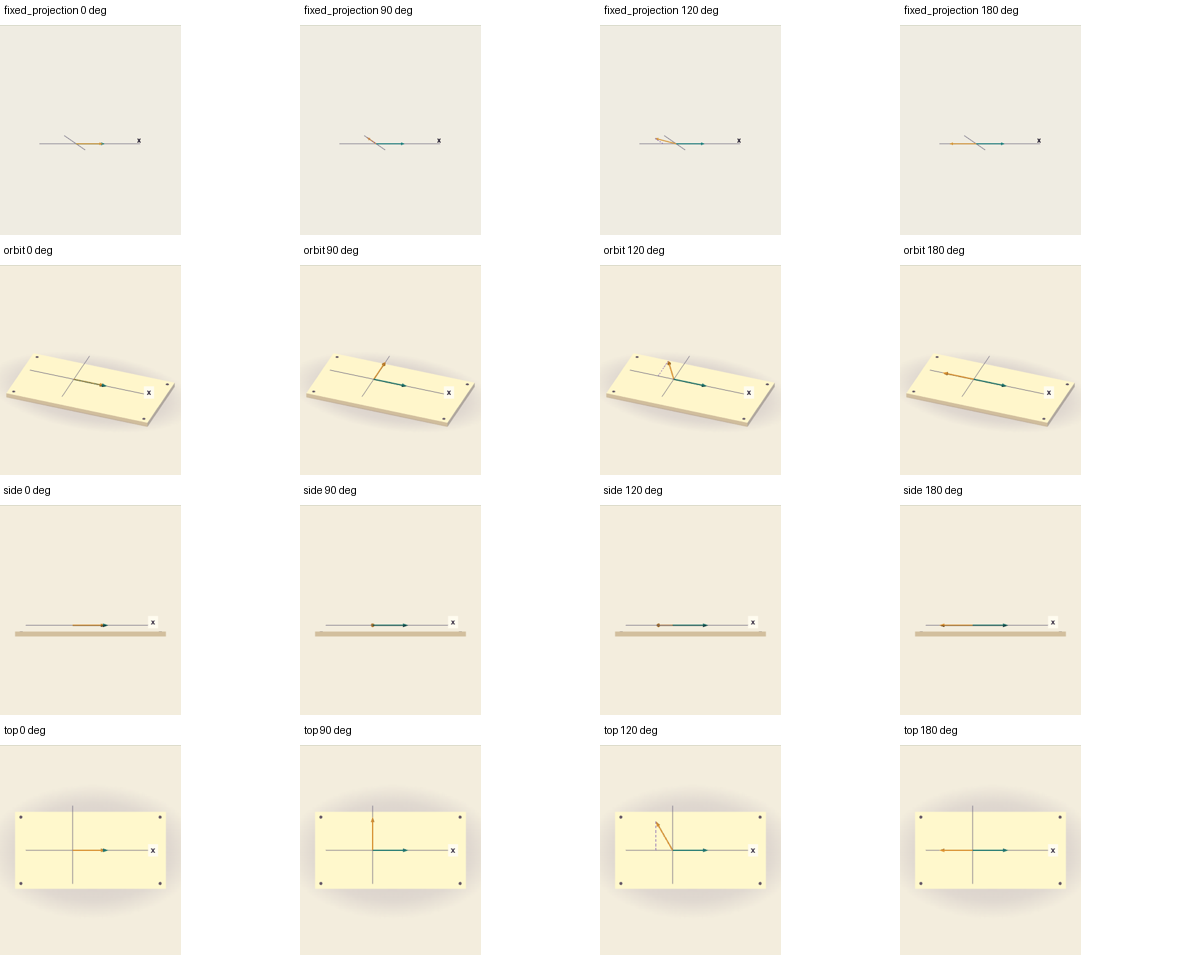 fixed_projection 0 deg
fixed_projection 90 deg
fixed_projection 120 deg
fixed_projection 180 deg
x
x
x
x
orbit 0 deg
orbit 90 deg
orbit 120 deg
orbit 180 deg
x
x
x
x
side 0 deg
side 90 deg
side 120 deg
side 180 deg
x
x
x
x
top 0 deg
top 90 deg
top 120 deg
top 180 deg
x
x
x
x